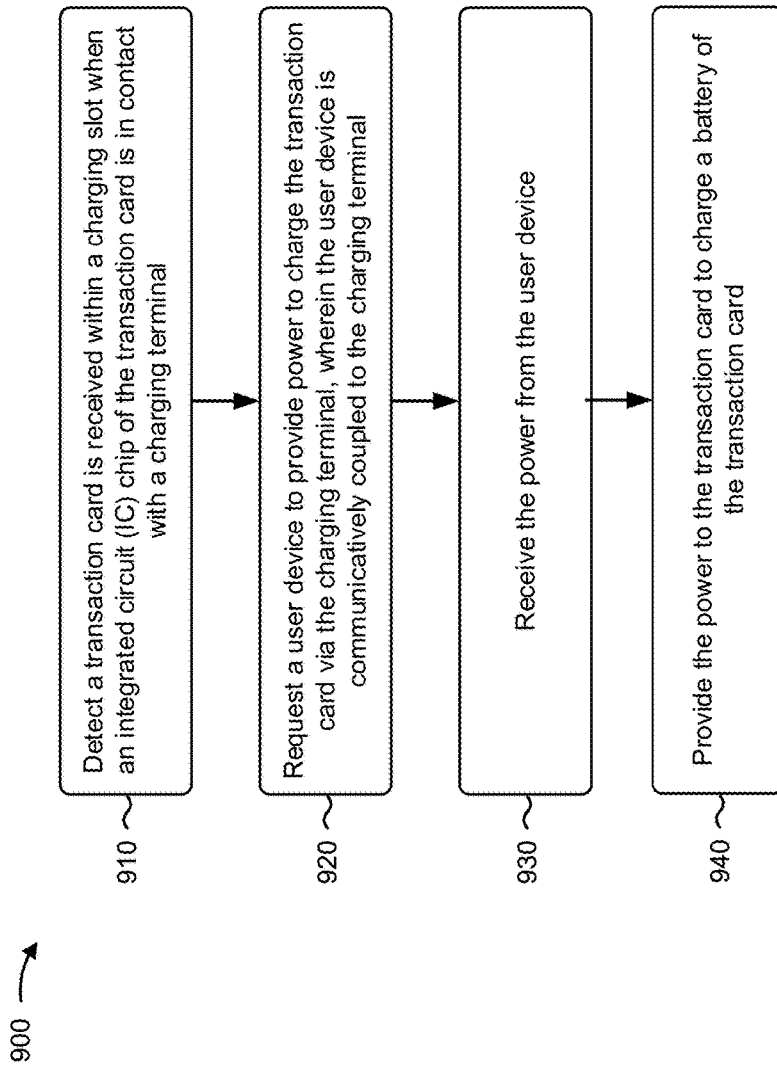 900
910
Detect a transaction card is received within a charging slot when
an integrated circuit (IC) chip of the transaction card is in contact
with a charging terminal
920
Request a user device to provide power to charge the transaction
card via the charging terminal, wherein the user device is
communicatively coupled to the charging terminal
930
Receive the power from the user device
940
Provide the power to the transaction card to charge a battery of
the transaction card